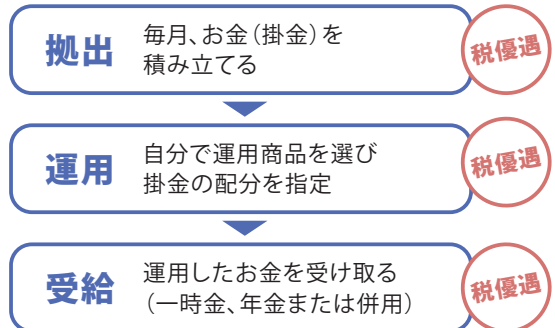 拠出
毎月、お金（掛金）を
積み立てる
税優遇
運用
自分で運用商品を選び
掛金の配分を指定
税優遇
受給
運用したお金を受け取る
（一時金、年金または併用）
税優遇